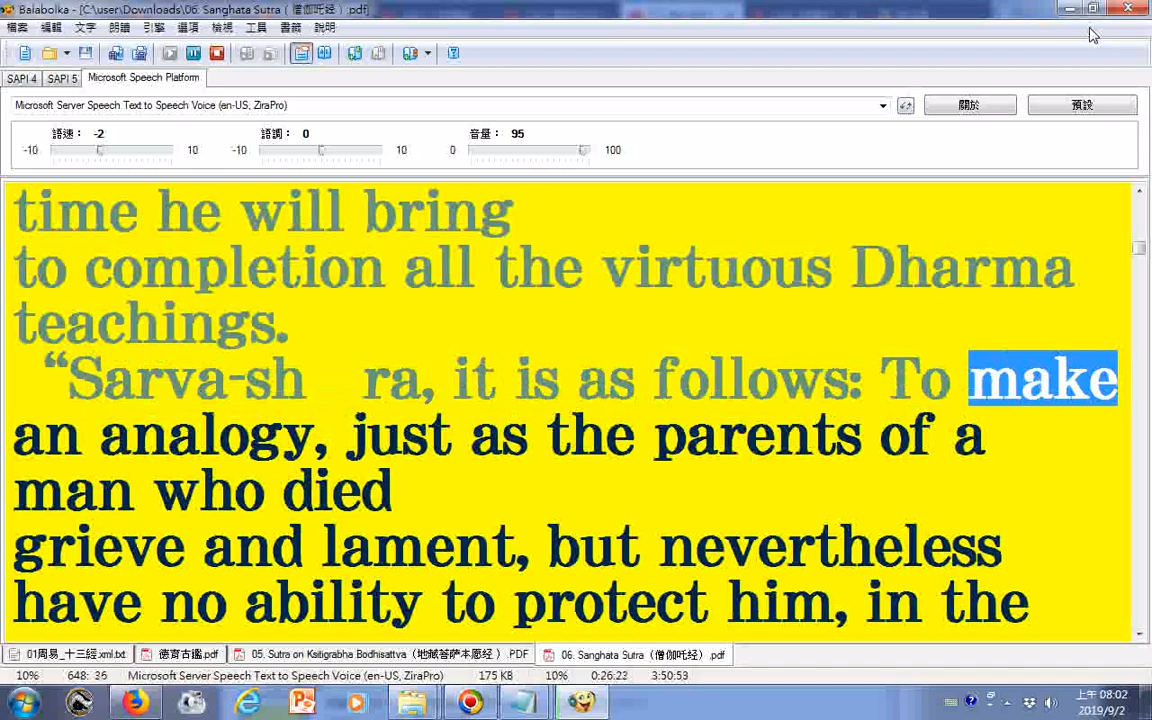 Balabolka - [C:\user\Downloads\06. Sanghata Sutra（僧伽吒经）.pdf]
檔案 編輯 文字 朗讀 引擎 選項 檢視 工具 書籤 說明
SAPI 4 SAPI 5 Microsoft Speech Platform
Microsoft Server Speech Text to Speech Voice (en-US, ZiraPro) 關於 預設
語速： -2 語調： 0 音量： 95
-10 10 -10 10 0 100
time he will bring
to completion all the virtuous Dharma
teachings.
“Sarva-sh ra, it is as follows: To make
an analogy, just as the parents of a
man who died
grieve and lament, but nevertheless
have no ability to protect him, in the
01周易_十三經.xml.txt 德育古鑑.pdf 05. Sutra on Ksitigrabha Bodhisattva（地藏菩萨本愿经）.PDF 06. Sanghata Sutra（僧伽吒经）.pdf
10% 648: 35 Microsoft Server Speech Text to Speech Voice (en-US, ZiraPro) 175 KB 10% 0:26:22 3:50:53
上午 08:02
2019/9/2